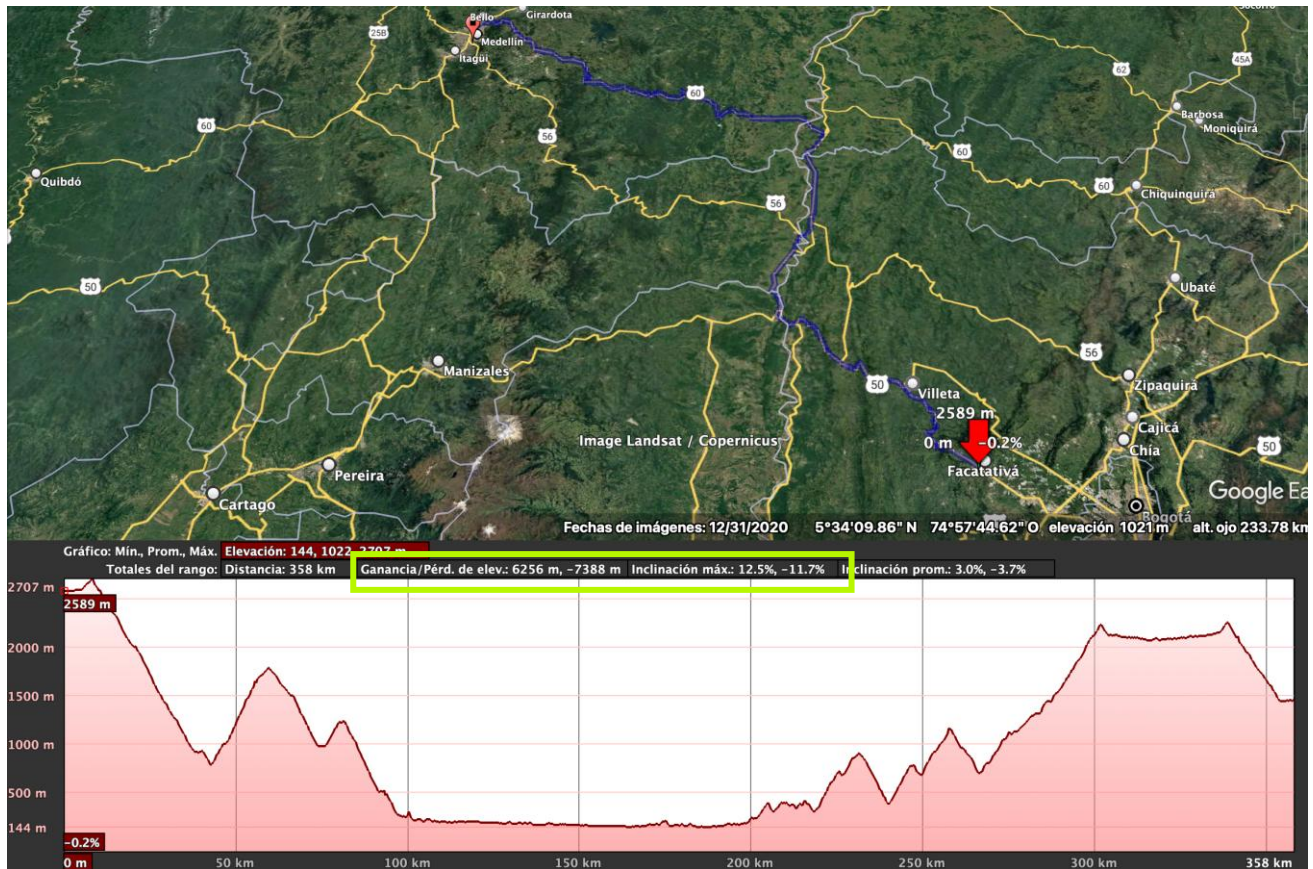 Girardota
Socorro
Bello
25B
Medellín
Itagüí
45A
62
60
Barbosa
Moniquirá
60
56
60
Quibdó
60
Chiquinquirá
56
50
Ubaté
56
Manizales
50
Villeta
Zipaquirá
2589 m
Cajicá
Image Landsat / Copernicus
0 m
-0.2%
Chía
50
Pereira
Facatativá
Cartago
Google Ea
Bogotá
Fechas de imágenes: 12/31/2020 5°34'09.86" N 74°57'44.62" O elevación 1021 m alt. ojo 233.78 km
Gráfico: Mín., Prom., Máx. Elevación: 144, 1022, 2707 m
Totales del rango: Distancia: 358 km Ganancia/Pérd. de elev.: 6256 m, -7388 m Inclinación máx.: 12.5%, -11.7% Inclinación prom.: 3.0%, -3.7%
2707 m
2589 m
2000 m
1500 m
1000 m
500 m
144 m
-0.2%
0 m 50 km 100 km 150 km 200 km 250 km 300 km 358 km